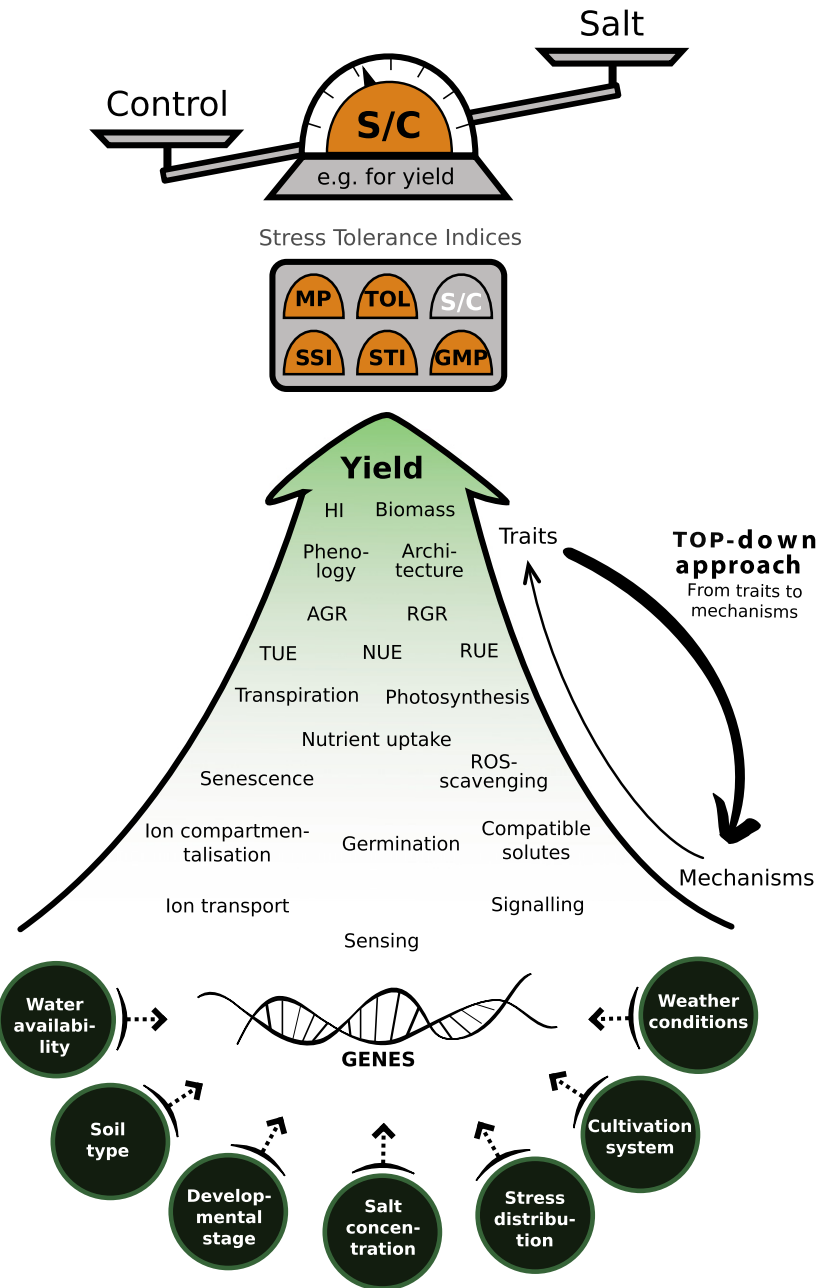 Salt
Control
S/C
e.g. for yield
Stress Tolerance Indices
MP TOL S/C
SSI STI GMP
Yield
HI Biomass
Traits
TOP-down
approach
From traits to
mechanisms
Pheno-
logy
Archi-
tecture
AGR RGR
TUE NUE RUE
Transpiration Photosynthesis
Nutrient uptake
Senescence
ROS-
scavenging
Ion compartmen-
talisation
Germination
Compatible
solutes
Mechanisms
Ion transport Signalling
Sensing
GENES
Water
availabi-
lity
Weather
conditions
Soil
type
Cultivation
system
Develop-
mental
stage
Salt
concen-
tration
Stress
distribu-
tion